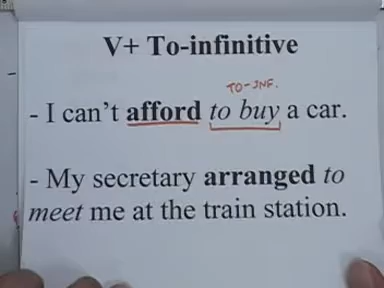 V+ To-infinitive
TO-INF.
- I can't afford to buy a car.
- My secretary arranged to
meet me at the train station.